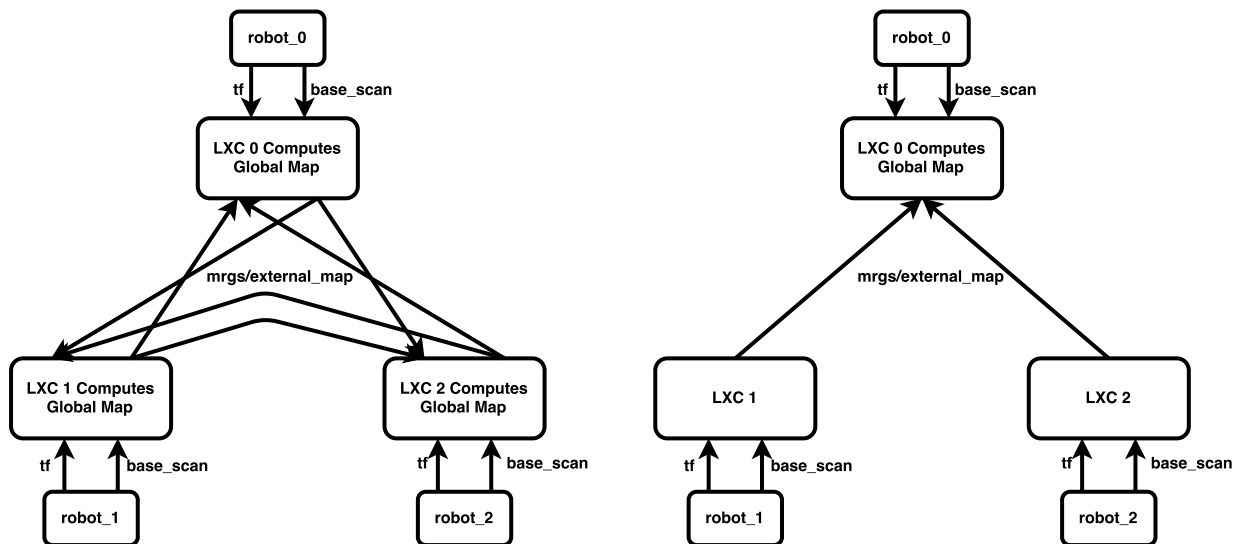 robot_0
tf
base_scan
LXC 0 Computes
Global Map
mrgs/external_map
LXC 1 Computes
Global Map
LXC 2 Computes
Global Map
tf
base_scan
tf
base_scan
robot_1
robot_2
robot_0
tf
base_scan
LXC 0 Computes
Global Map
mrgs/external_map
LXC 1
LXC 2
tf
base_scan
tf
base_scan
robot_1
robot_2